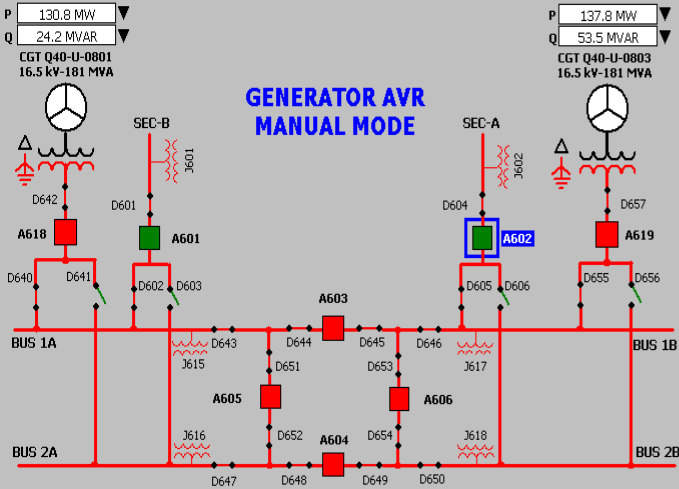 P 130.8 MW
Q 24.2 MVAR
CGT Q40-U-0801
16.5 kV-181 MVA
P 137.8 MW
Q 53.5 MVAR
CGT Q40-U-0803
16.5 kV-181 MVA
GENERATOR AVR
MANUAL MODE
SEC-B
SEC-A
J601
J602
D642
D601
D604
D657
A618
A601
A602
A619
D640
D641
D602
D603
D605
D606
D655
D656
A603
BUS 1A
D643
D644
D645
D646
BUS 1B
J615
J617
D651
D653
A605
A606
J616
D652
D654
J618
A604
BUS 2A
BUS 2B
D647
D648
D649
D650